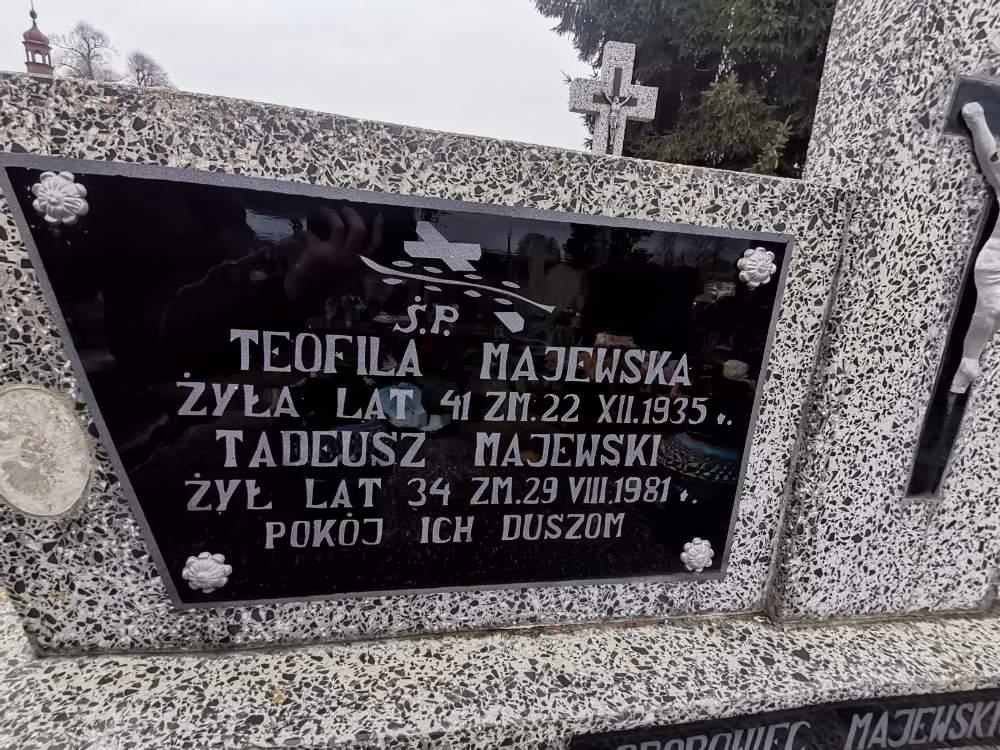 Ś.P.
TEOFILA MAJEWSKA
ŻYŁA LAT 41 ZM. 22 XII.1935 r.
TADEUSZ MAJEWSKI
ŻYŁ LAT 34 ZM. 29 VIII.1981 r.
POKÓJ ICH DUSZOM
MAJEWSKI